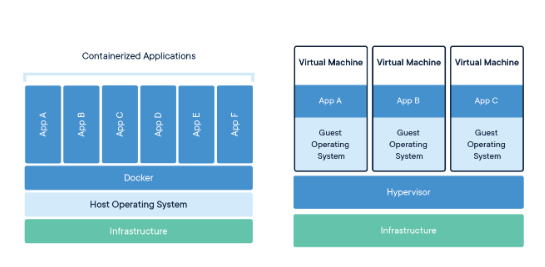 Containerized Applications
App A
App B
App C
App D
App E
App F
Docker
Host Operating System
Infrastructure
Virtual Machine
App A
Guest
Operating
System
Virtual Machine
App B
Guest
Operating
System
Virtual Machine
App C
Guest
Operating
System
Hypervisor
Infrastructure